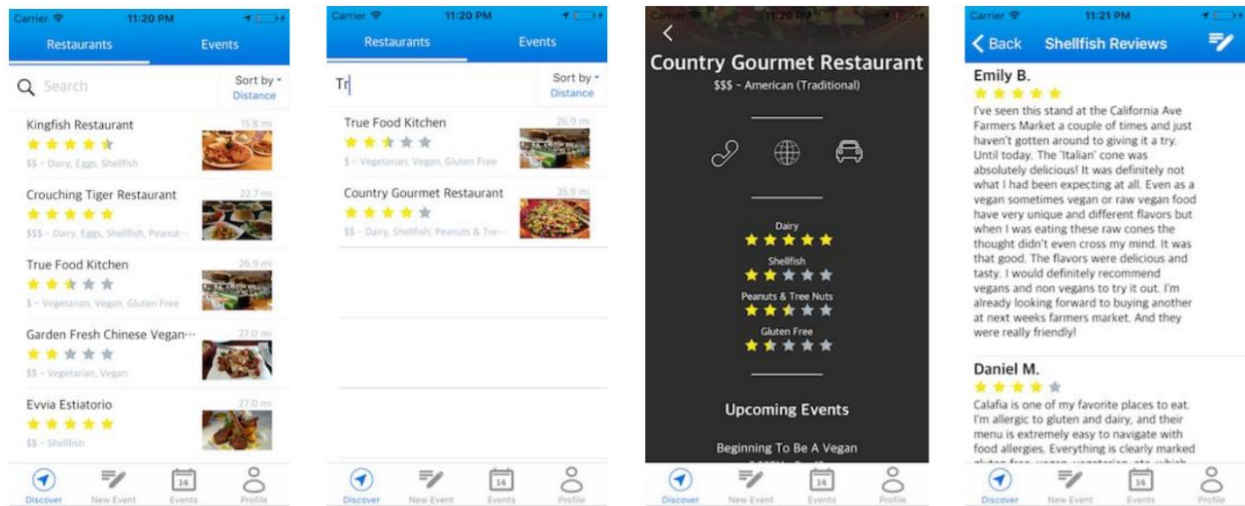 Carrier 11:20 PM
Restaurants Events
Search
Sort by
Distance
Kingfish Restaurant 15.8 mi
$$ - Dairy, Eggs, Shellfish
Crouching Tiger Restaurant 22.7 mi
$$$ - Dairy, Eggs, Shellfish, Peanut···
True Food Kitchen 26.9 mi
$ - Vegetarian, Vegan, Gluten Free
Garden Fresh Chinese Vegan··· 27.0 mi
$$ - Vegetarian, Vegan
Evvia Estiatorio 27.0 mi
$$ - Shellfish
Discover New Event Events Profile
Carrier 11:20 PM
Restaurants Events
Tr
Sort by
Distance
True Food Kitchen 26.9 mi
$ - Vegetarian, Vegan, Gluten Free
Country Gourmet Restaurant 35.9 mi
$$ - Dairy, Shellfish, Peanuts & Tre···
Discover New Event Events Profile
Carrier 11:20 PM
Country Gourmet Restaurant
$$$ - American (Traditional)
Dairy
Shellfish
Peanuts & Tree Nuts
Gluten Free
Upcoming Events
Beginning To Be A Vegan
Discover New Event Events Profile
Carrier 11:21 PM
Back Shellfish Reviews
Emily B.
I've seen this stand at the California Ave
Farmers Market a couple of times and just
haven't gotten around to giving it a try.
Until today. The 'Italian' cone was
absolutely delicious! It was definitely not
what I had been expecting at all. Even as a
vegan sometimes vegan or raw vegan food
have very unique and different flavors but
when I was eating these raw cones the
thought didn't even cross my mind. It was
that good. The flavors were delicious and
tasty. I would definitely recommend
vegans and non vegans to try it out. I'm
already looking forward to buying another
at next weeks farmers market. And they
were really friendly!
Daniel M.
Calafia is one of my favorite places to eat.
I'm allergic to gluten and dairy, and their
menu is extremely easy to navigate with
food allergies. Everything is clearly marked
Discover New Event Events Profile